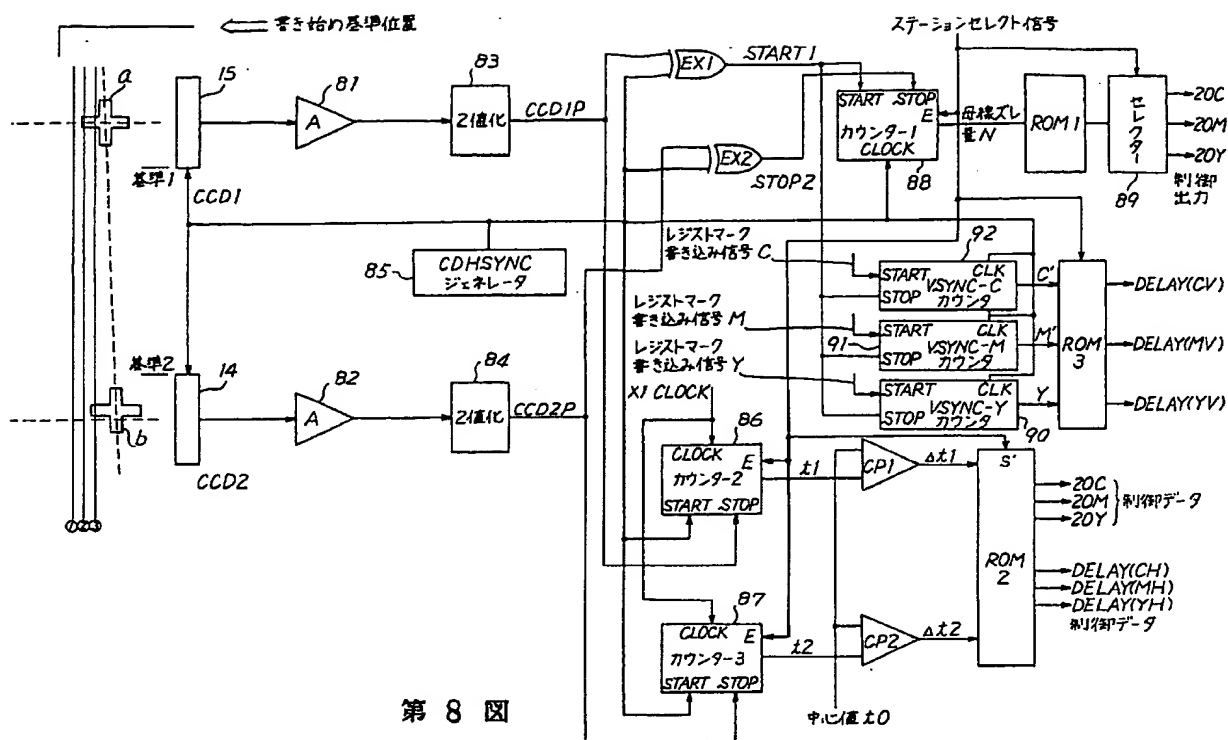 書き始め基準位置
ステーションセレクト信号
a
15
81
A
83
2値化
CCD1P
EX1
START1
START STOP
E
カウンター1
CLOCK
88
母線ズレ
量N
ROM1
セレクター
89
20C
20M
20Y
制御
出力
基準1
CCD1
EX2
STOP2
85
CDHSYNC
ジェネレータ
レジストマーク
書き込み信号C
92
START CLK
VSYNC-C
STOP カウンタ
C'
レジストマーク
書き込み信号M
START CLK
91
VSYNC-M
STOP カウンタ
M'
レジストマーク
書き込み信号Y
START CLK
VSYNC-Y
STOP カウンタ
Y
90
ROM
3
DELAY(CV)
DELAY(MV)
DELAY(YV)
基準2
14
b
CCD2
82
A
84
2値化
CCD2P
X1 CLOCK
86
CLOCK
E
カウンター2
START STOP
t1
CP1
Δt1
S'
ROM
2
20C
20M
20Y
制御データ
DELAY(CH)
DELAY(MH)
DELAY(YH)
制御データ
①②③
87
CLOCK
E
カウンター3
START STOP
t2
CP2
Δt2
中心値t0
第8図